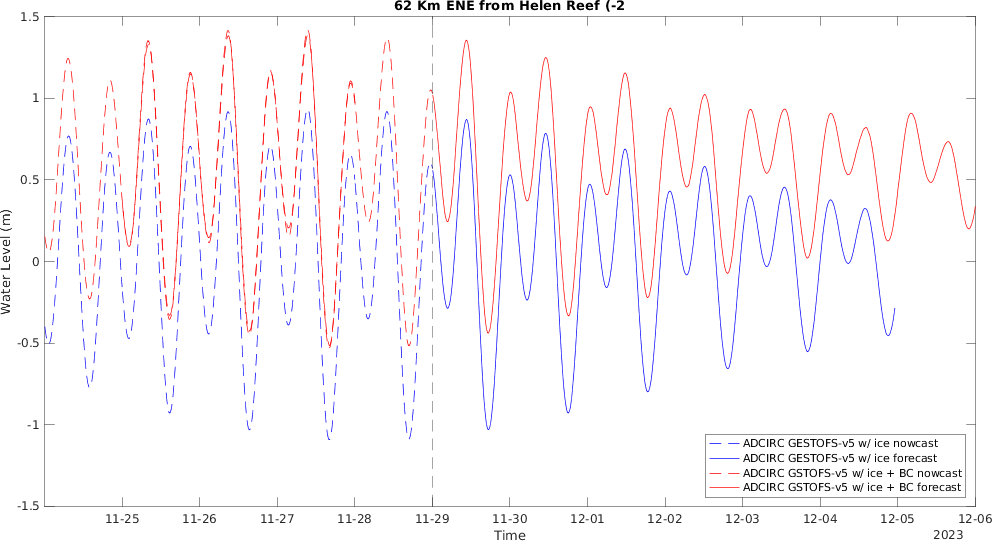 62 Km ENE from Helen Reef (-2
1.5
1
0.5
0
-0.5
-1
-1.5
Water Level (m)
11-25 11-26 11-27 11-28 11-29 11-30 12-01 12-02 12-03 12-04 12-05 12-06
Time
2023
ADCIRC GESTOFS-v5 w/ ice nowcast
ADCIRC GESTOFS-v5 w/ ice forecast
ADCIRC GSTOFS-v5 w/ ice + BC nowcast
ADCIRC GSTOFS-v5 w/ ice + BC forecast